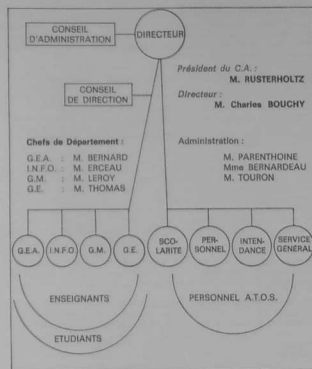 CONSEIL
D'ADMINISTRATION
DIRECTEUR
Président du C.A. :
M. RUSTERHOLTZ
CONSEIL
DE DIRECTION
Directeur :
M. Charles BOUCHY
Chefs de Département :
G.E.A. : M. BERNARD
I.N.F.O. : M. ERCEAU
G.M. : M. LEROY
G.E. : M. THOMAS
Administration :
M. PARENTHOINE
Mme BERNARDEAU
M. TOURON
G.E.A.
I.N.F.O.
G.M.
G.E.
SCO-
LARITE
PER-
SONNEL
INTEN-
DANCE
SERVICE
GÉNÉRAL
ENSEIGNANTS
PERSONNEL A.T.O.S.
ETUDIANTS